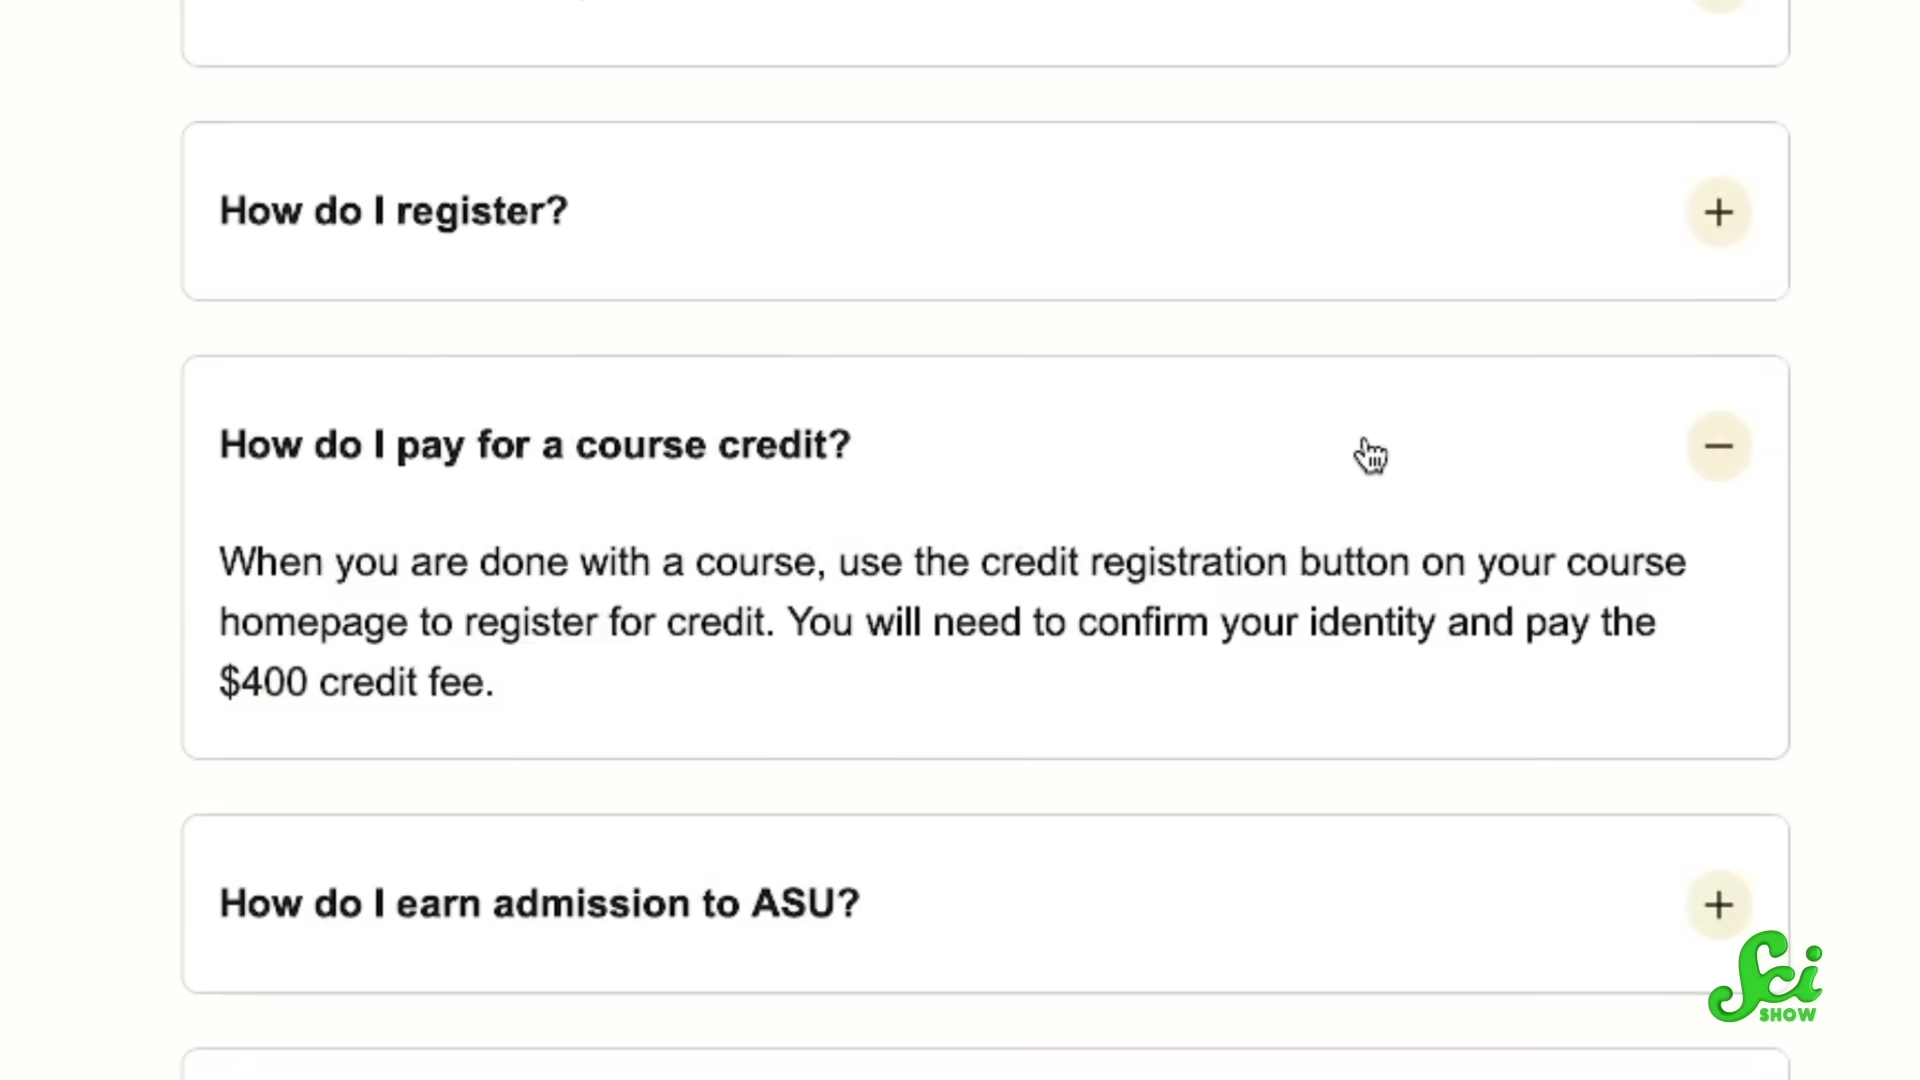 How do I register?
How do I pay for a course credit?
When you are done with a course, use the credit registration button on your course
homepage to register for credit. You will need to confirm your identity and pay the
$400 credit fee.
How do I earn admission to ASU?
Sci
SHOW